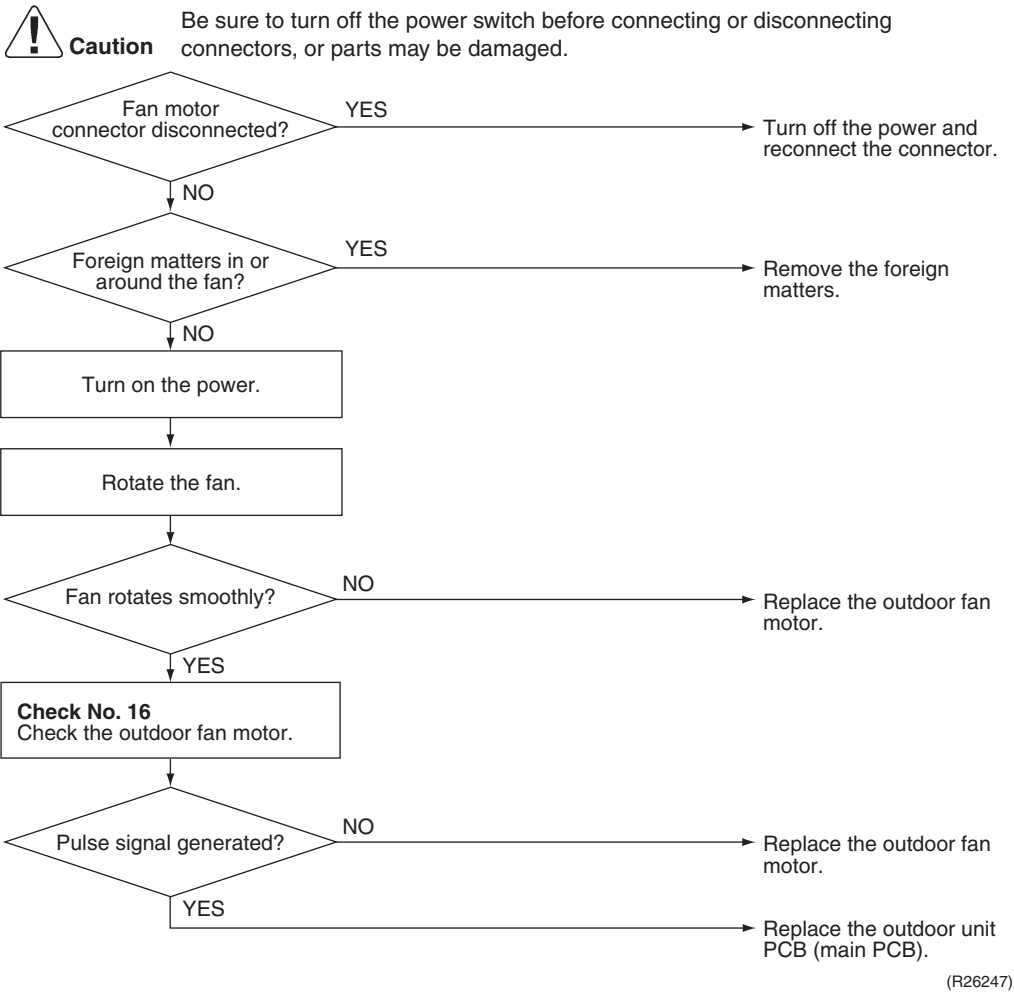 Caution
Be sure to turn off the power switch before connecting or disconnecting
connectors, or parts may be damaged.
Fan motor
connector disconnected?
YES
Turn off the power and
reconnect the connector.
NO
Foreign matters in or
around the fan?
YES
Remove the foreign
matters.
NO
Turn on the power.
Rotate the fan.
Fan rotates smoothly?
NO
Replace the outdoor fan
motor.
YES
Check No. 16
Check the outdoor fan motor.
Pulse signal generated?
NO
Replace the outdoor fan
motor.
YES
Replace the outdoor unit
PCB (main PCB).
(R26247)